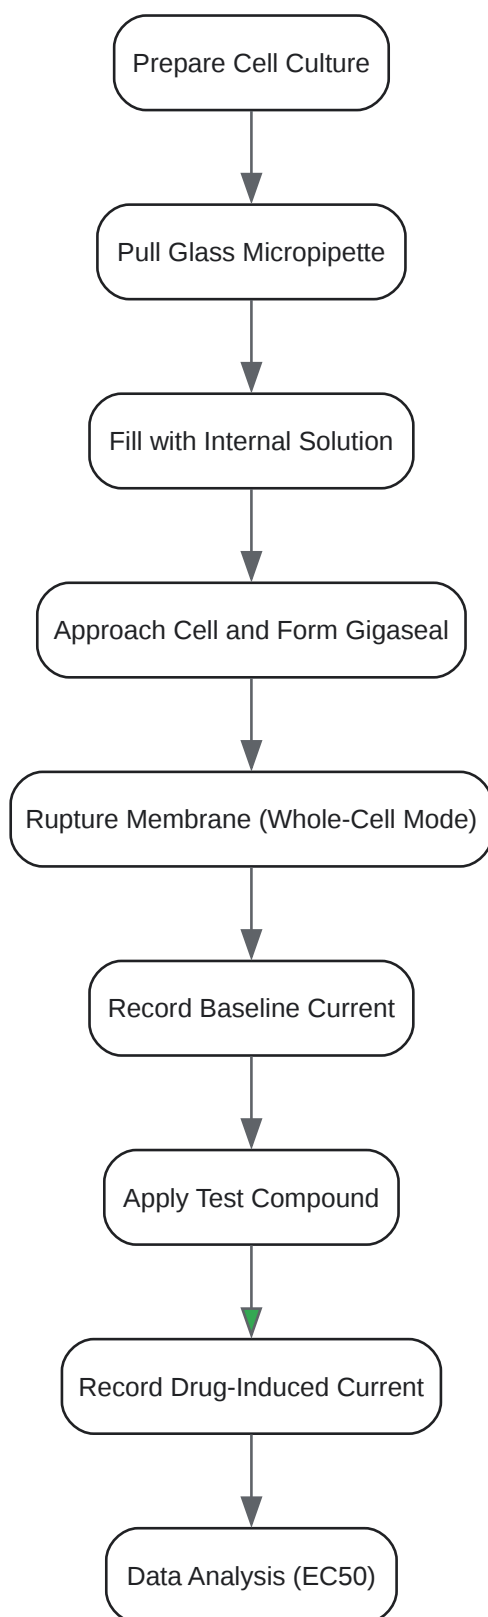 Prepare Cell Culture
Pull Glass Micropipette
Fill with Internal Solution
Approach Cell and Form Gigaseal
Rupture Membrane (Whole-Cell Mode)
Record Baseline Current
Apply Test Compound
Record Drug-Induced Current
Data Analysis (EC50)